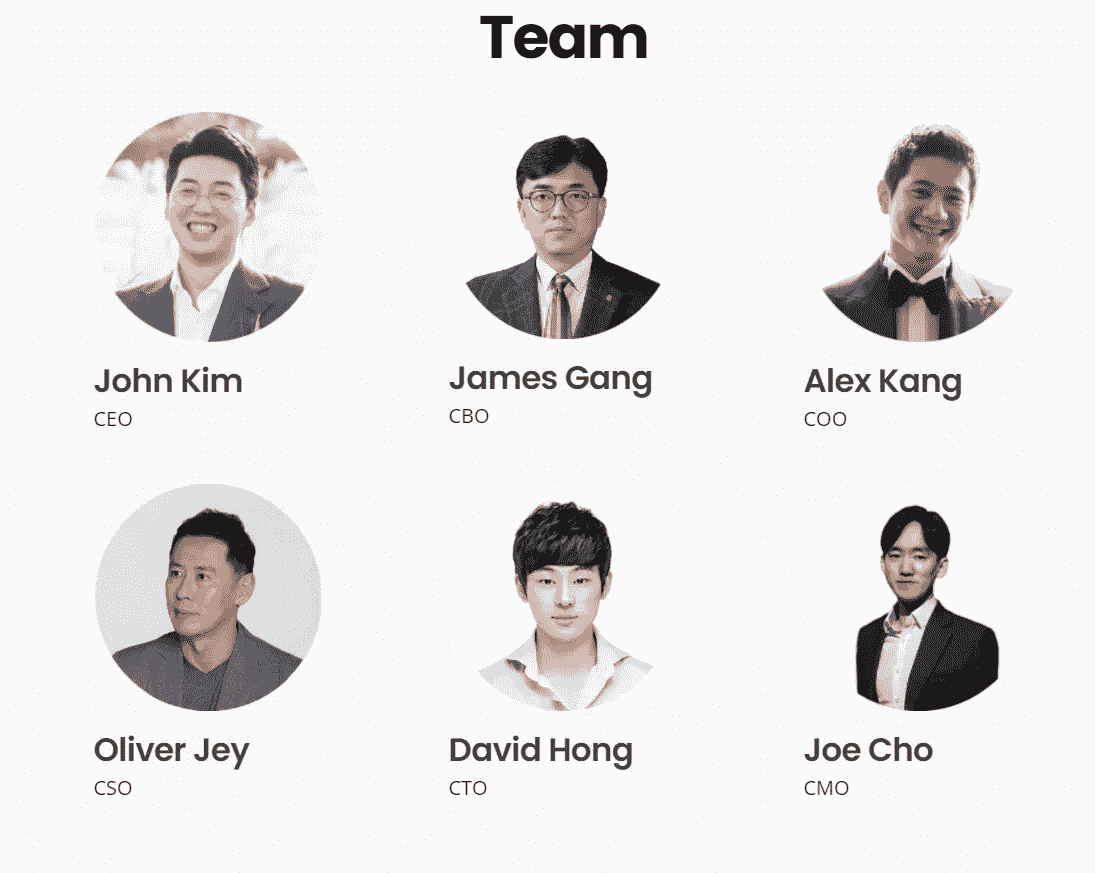 Team
John Kim
CEO
James Gang
CBO
Alex Kang
COO
Oliver Jey
CSO
David Hong
CTO
Joe Cho
CMO